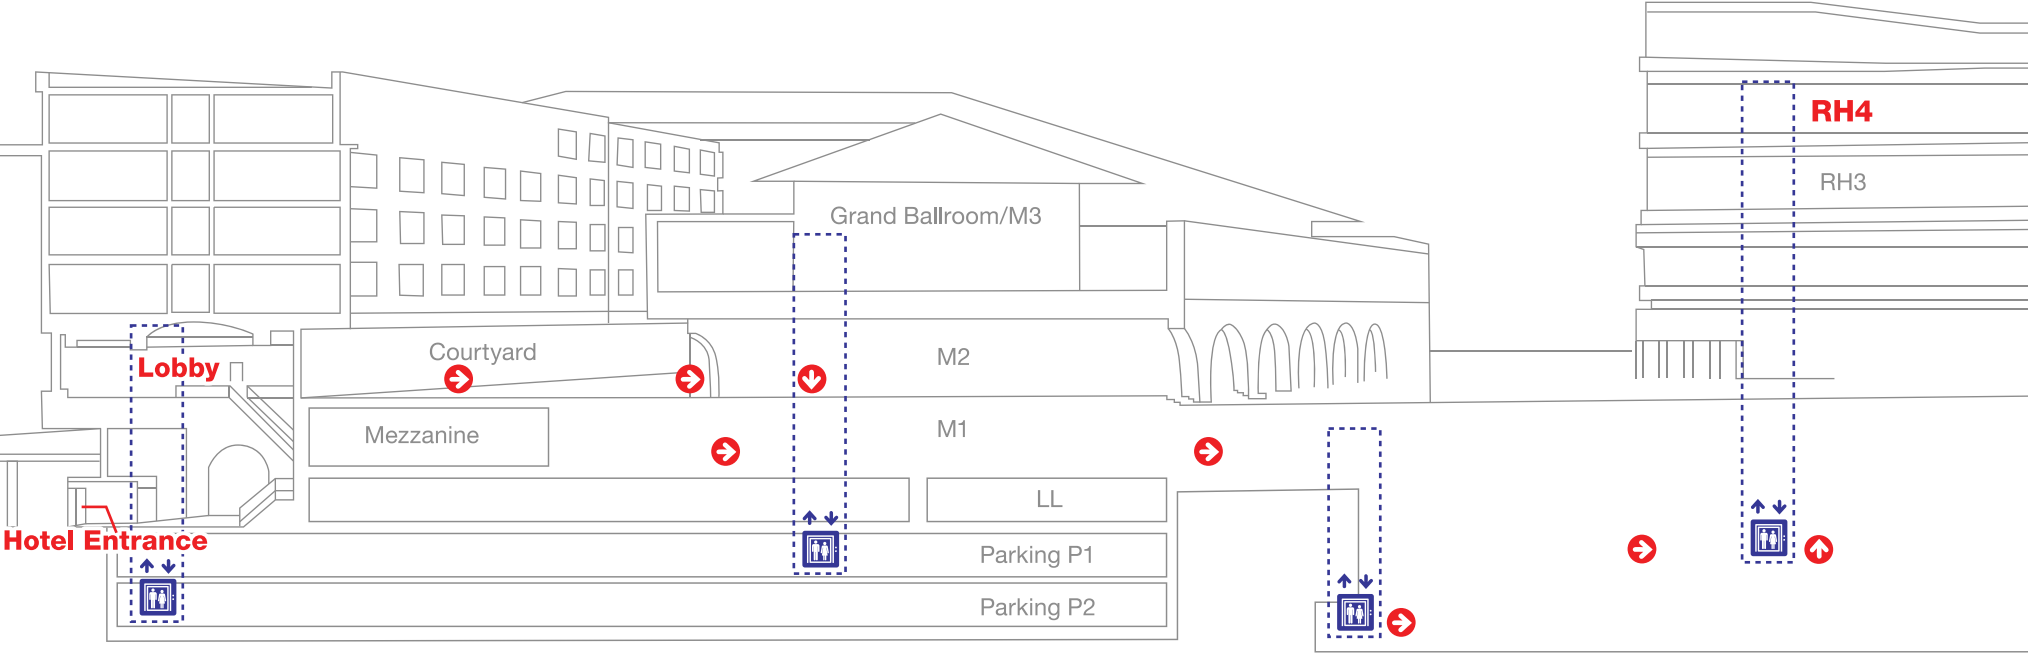 RH4
RH3
Grand Ballroom/M3
Courtyard
M2
Lobby
Mezzanine
M1
LL
Hotel Entrance
Parking P1
Parking P2